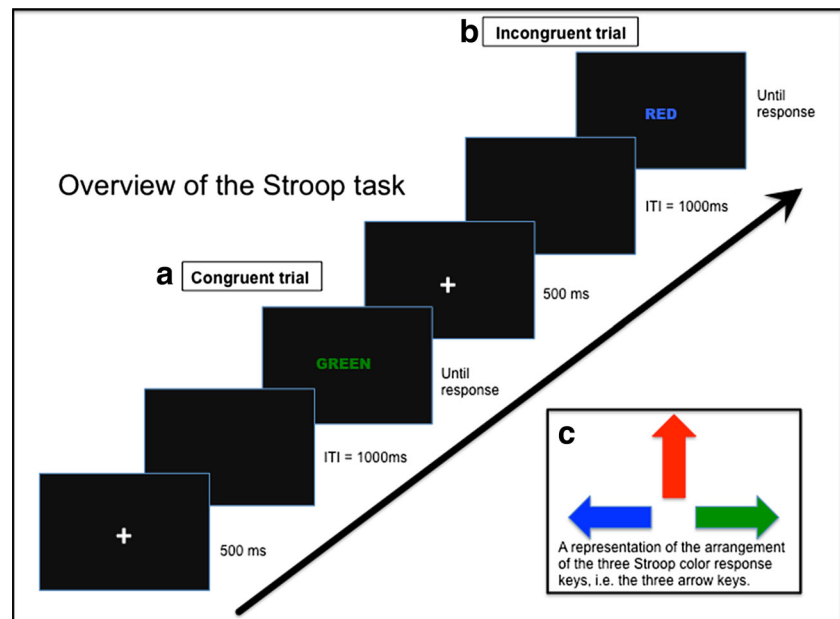 b Incongruent trial
RED
Until
response
Overview of the Stroop task
ITI = 1000ms
a Congruent trial
+
500 ms
GREEN
Until
response
ITI = 1000ms
+
500 ms
c
A representation of the arrangement
of the three Stroop color response
keys, i.e. the three arrow keys.